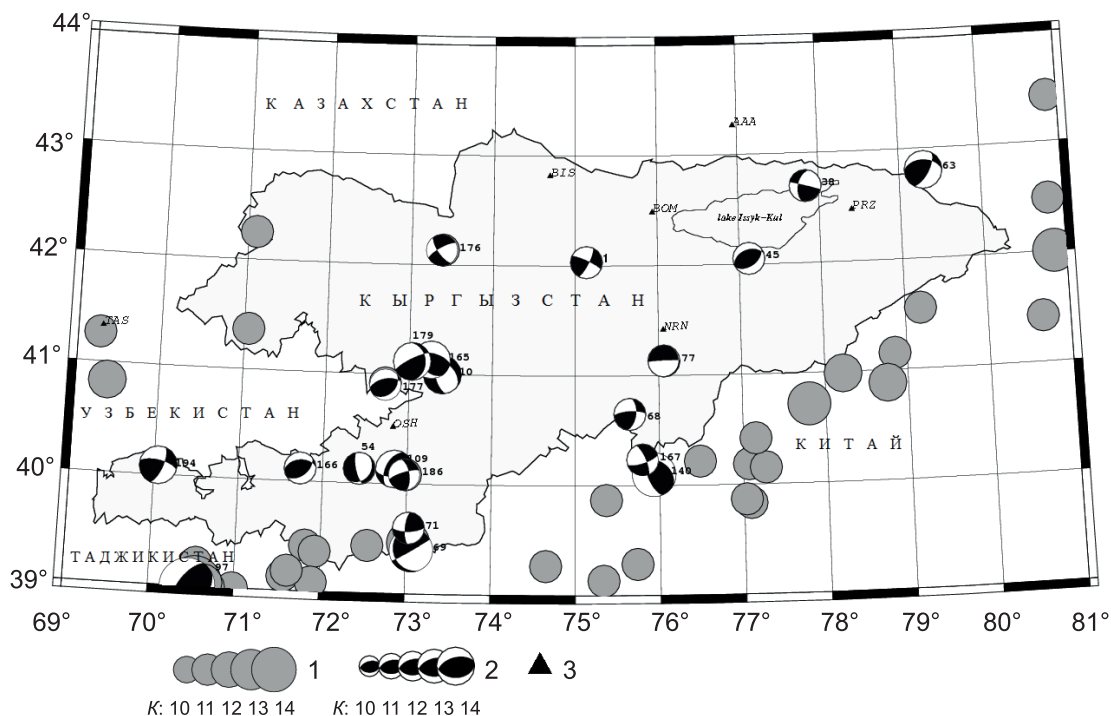 44°
К А З А Х С Т А Н
AAA
43°
63
BIS
38
BOM
PRZ
lake Issyk-Kul
42°
176
1
45
К Ы Р Г Ы З С Т А Н
TAS
NRN
179
41°
165
77
10
177
У З Б Е К И С Т А Н
68
OSH
К И Т А Й
54
40°
194
166
109
167
186
140
71
69
ТАДЖИКИСТАН
97
39°
69° 70° 71° 72° 73° 74° 75° 76° 77° 78° 79° 80° 81°
1 2 3
К: 10 11 12 13 14 К: 10 11 12 13 14